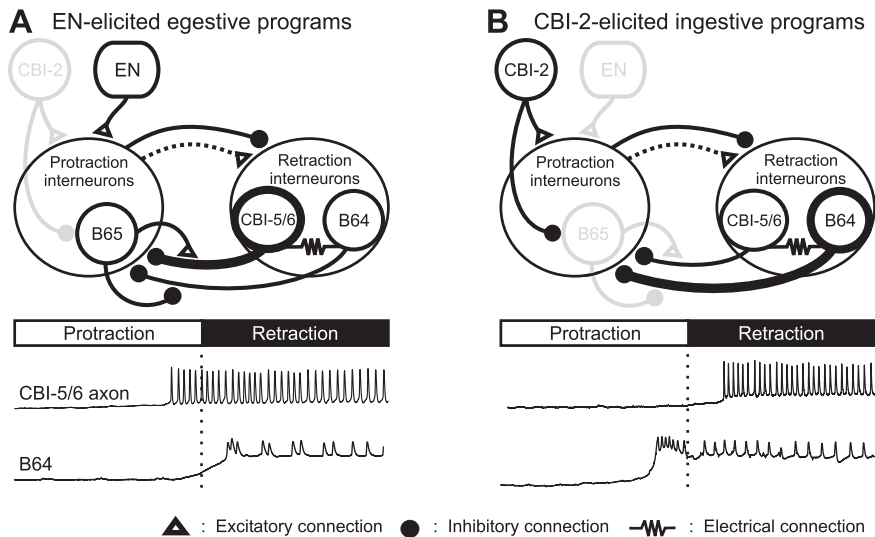 A EN-elicited egestive programs
CBI-2
EN
Protraction
interneurons
Retraction
interneurons
B65
CBI-5/6
B64
Protraction
Retraction
CBI-5/6 axon
B64
B CBI-2-elicited ingestive programs
CBI-2
EN
Protraction
interneurons
Retraction
interneurons
B65
CBI-5/6
B64
Protraction
Retraction
: Excitatory connection
: Inhibitory connection
: Electrical connection